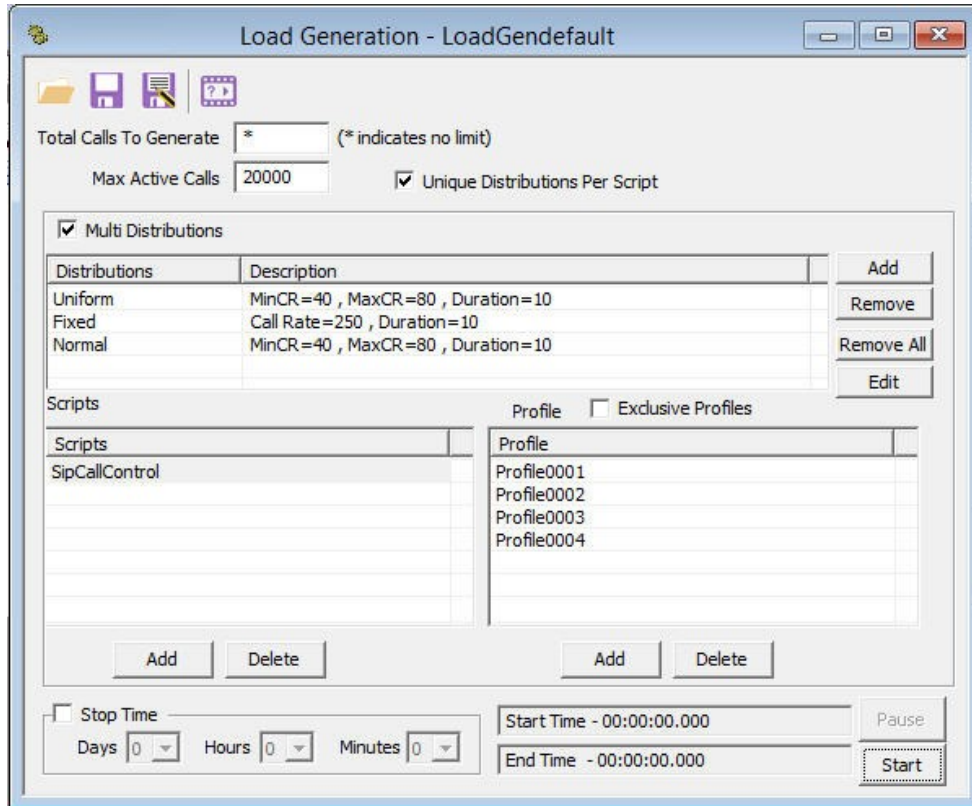 Load Generation - LoadGendefault
Total Calls To Generate * (* indicates no limit)
Max Active Calls 20000 Unique Distributions Per Script
Multi Distributions
Distributions Description
Uniform MinCR=40 , MaxCR=80 , Duration=10
Fixed Call Rate=250 , Duration=10
Normal MinCR=40 , MaxCR=80 , Duration=10
Add
Remove
Remove All
Edit
Scripts
Scripts
SipCallControl
Add Delete
Profile Exclusive Profiles
Profile
Profile0001
Profile0002
Profile0003
Profile0004
Add Delete
Stop Time
Days 0 Hours 0 Minutes 0
Start Time - 00:00:00.000
End Time - 00:00:00.000
Pause
Start